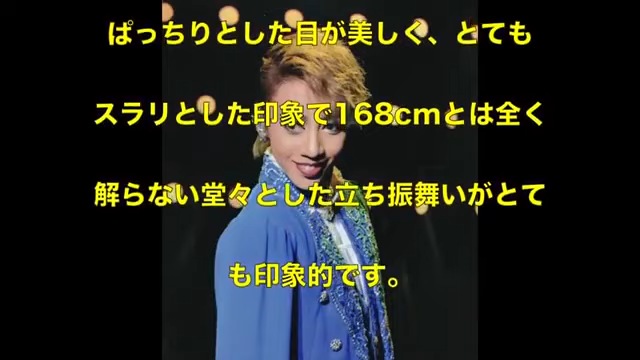 ぱっちりとした目が美しく、とても
スラリとした印象で168cmとは全く
解らない堂々とした立ち振舞いがとて
も印象的です。